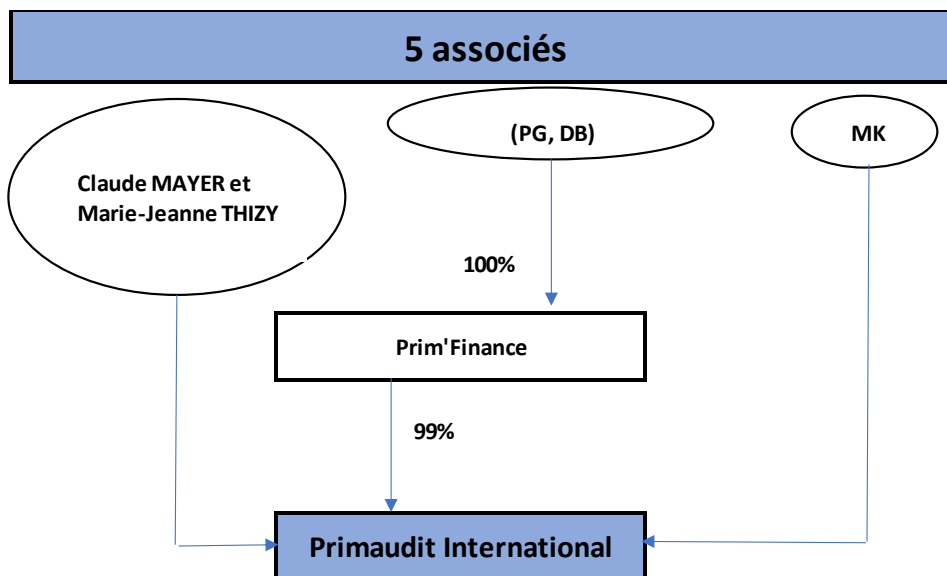 5 associés
(PG, DB)
MK
Claude MAYER et
Marie-Jeanne THIZY
100%
Prim'Finance
99%
Primaudit International